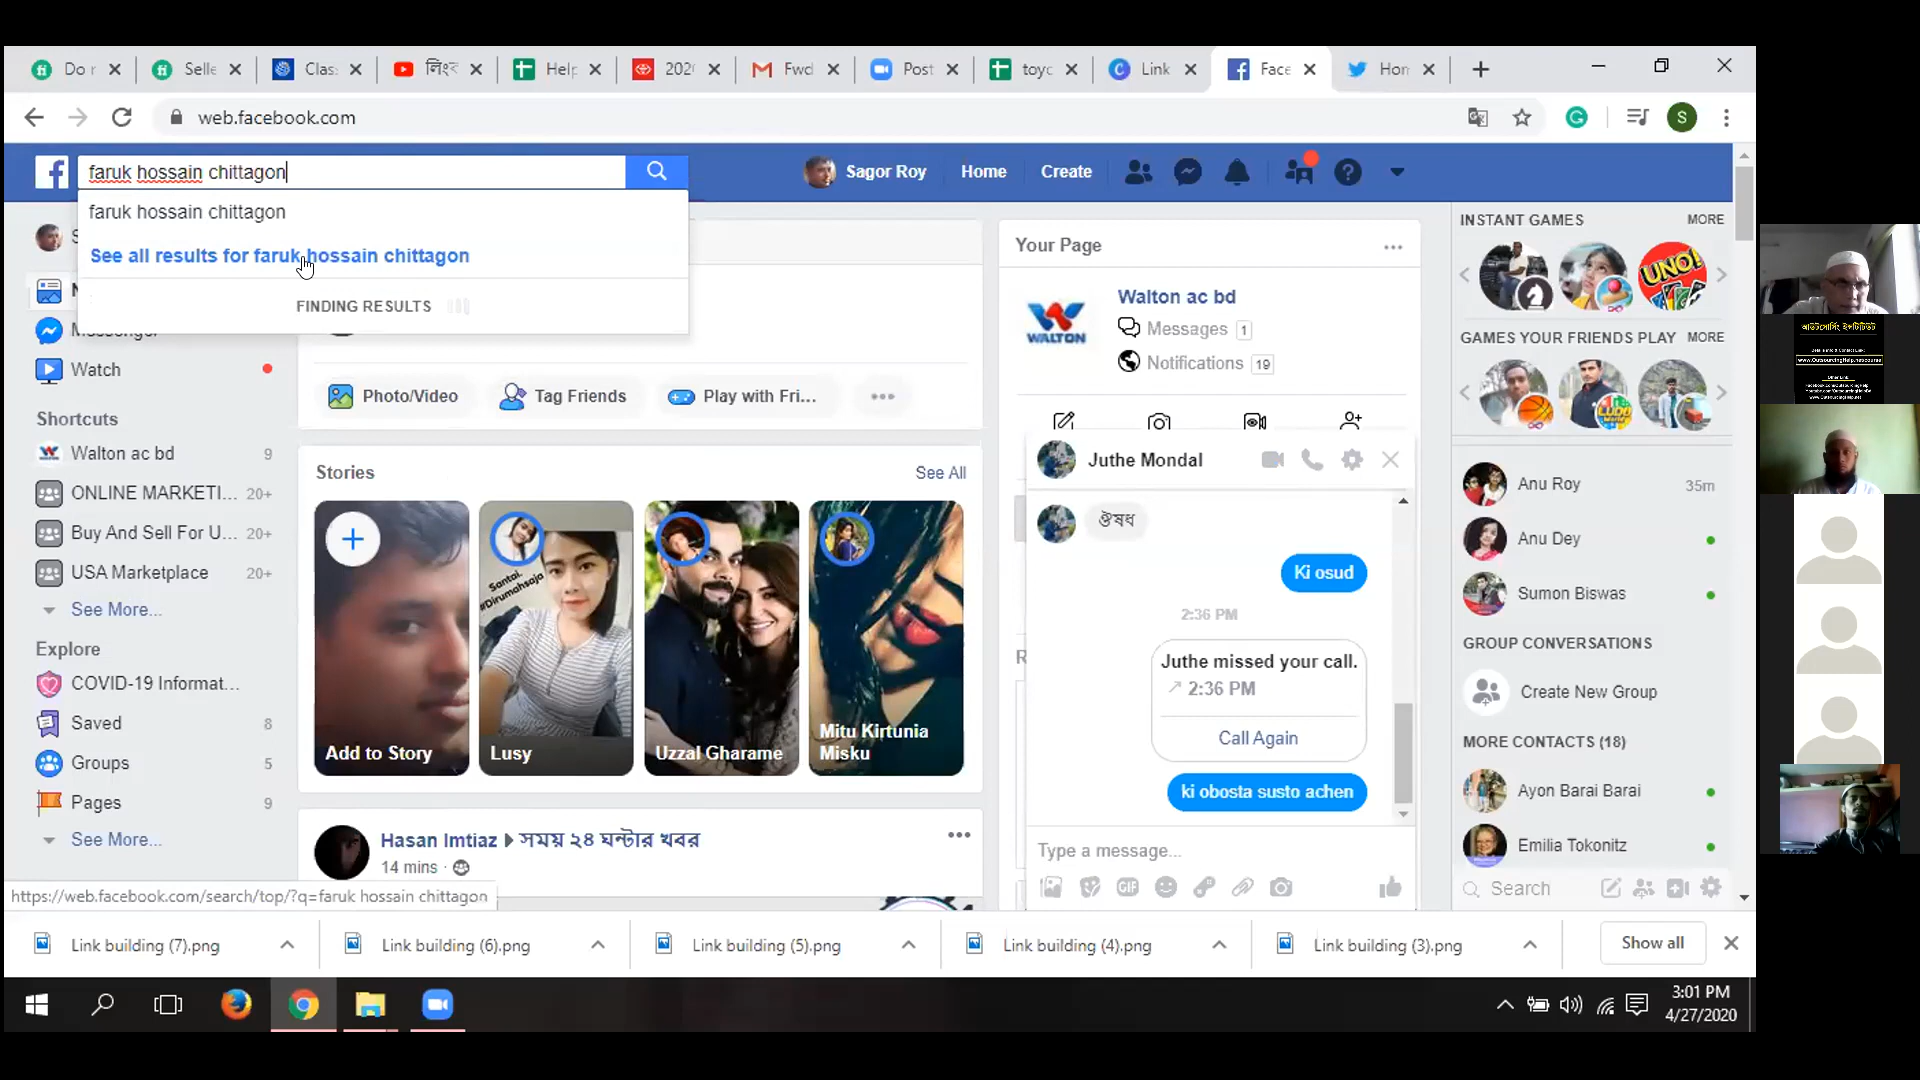 Do r
Selle
Clas
লিংক
Help
202(
Fwd
Post
toyc
Link
Face
Hon
web.facebook.com
S
faruk hossain chittagon
Sagor Roy
Home
Create
faruk hossain chittagon
See all results for faruk hossain chittagon
FINDING RESULTS
Watch
Shortcuts
Walton ac bd 9
ONLINE MARKETI... 20+
Buy And Sell For U... 20+
USA Marketplace 20+
See More...
Explore
COVID-19 Informat...
Saved 8
Groups 5
Pages 9
See More...
Photo/Video
Tag Friends
Play with Fri...
Stories
See All
Add to Story
Santai,
#Dirumahsaja
Lusy
Uzzal Gharame
Mitu Kirtunia
Misku
Hasan Imtiaz ▶ সময় ২৪ ঘন্টার খবর
14 mins ·
Your Page
WALTON
Walton ac bd
Messages 1
Notifications 19
Juthe Mondal
ঔষধ
Ki osud
2:36 PM
Juthe missed your call.
2:36 PM
Call Again
ki obosta susto achen
Type a message...
GIF
INSTANT GAMES MORE
UNO!
GAMES YOUR FRIENDS PLAY MORE
LUDO
Anu Roy 35m
Anu Dey
Sumon Biswas
GROUP CONVERSATIONS
Create New Group
MORE CONTACTS (18)
Ayon Barai Barai
Emilia Tokonitz
Search
https://web.facebook.com/search/top/?q=faruk hossain chittagon
Link building (7).png
Link building (6).png
Link building (5).png
Link building (4).png
Link building (3).png
Show all
3:01 PM
4/27/2020
আউটসোর্সিং ইন্সটিটিউট